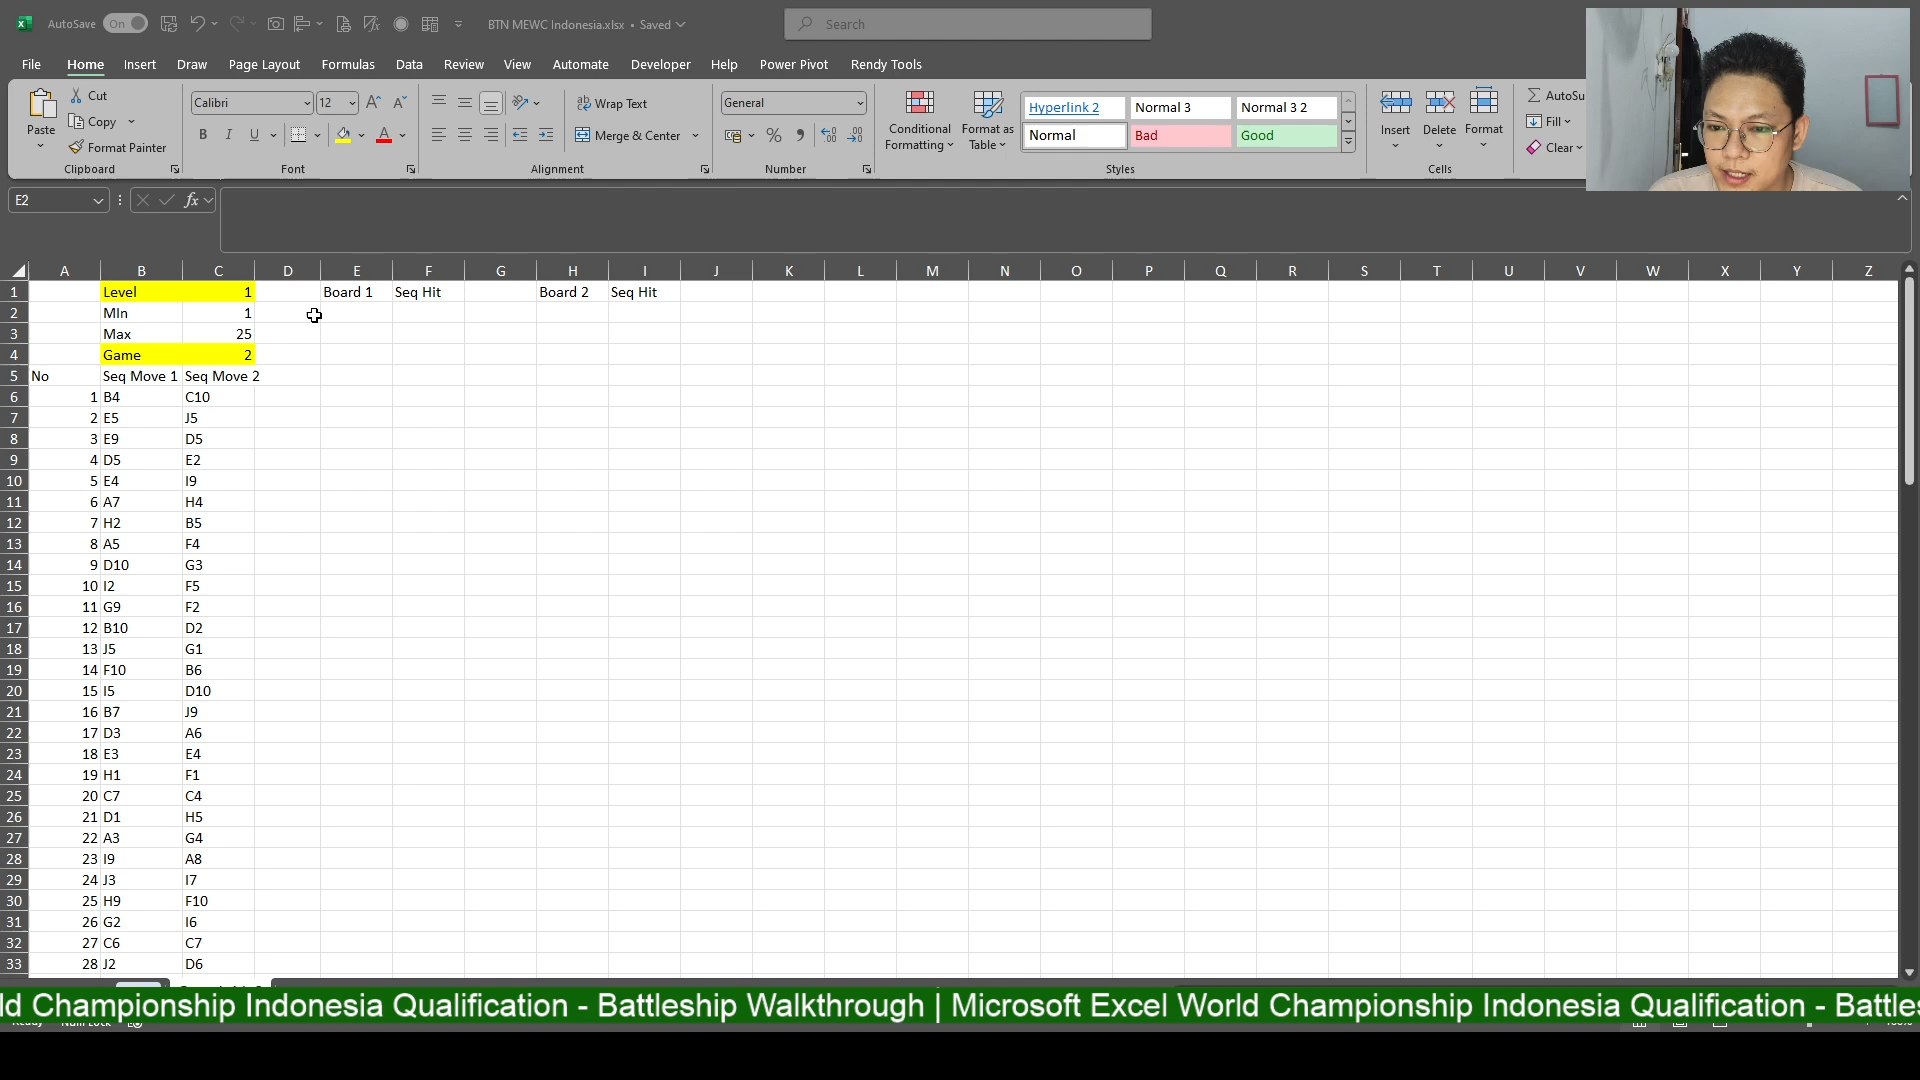 AutoSave On BTN MEWC Indonesia.xlsx • Saved Search
File Home Insert Draw Page Layout Formulas Data Review View Automate Developer Help Power Pivot Rendy Tools
Paste Cut Copy Format Painter Clipboard
Calibri 12 B I U A Font
Wrap Text Merge & Center Alignment
General % Number
Conditional Formatting Format as Table
Hyperlink 2 Normal 3 Normal 3 2
Normal Bad Good
Styles
Insert Delete Format Cells
AutoSu
Fill
Clear
E2 fx
A B C D E F G H I J K L M N O P Q R S T U V W X Y Z
1 Level 1 Board 1 Seq Hit Board 2 Seq Hit
2 MIn 1
3 Max 25
4 Game 2
5 No Seq Move 1 Seq Move 2
6 1 B4 C10
7 2 E5 J5
8 3 E9 D5
9 4 D5 E2
10 5 E4 I9
11 6 A7 H4
12 7 H2 B5
13 8 A5 F4
14 9 D10 G3
15 10 I2 F5
16 11 G9 F2
17 12 B10 D2
18 13 J5 G1
19 14 F10 B6
20 15 I5 D10
21 16 B7 J9
22 17 D3 A6
23 18 E3 E4
24 19 H1 F1
25 20 C7 C4
26 21 D1 H5
27 22 A3 G4
28 23 I9 A8
29 24 J3 I7
30 25 H9 F10
31 26 G2 I6
32 27 C6 C7
33 28 J2 D6
ld Championship Indonesia Qualification - Battleship Walkthrough | Microsoft Excel World Championship Indonesia Qualification - Battles